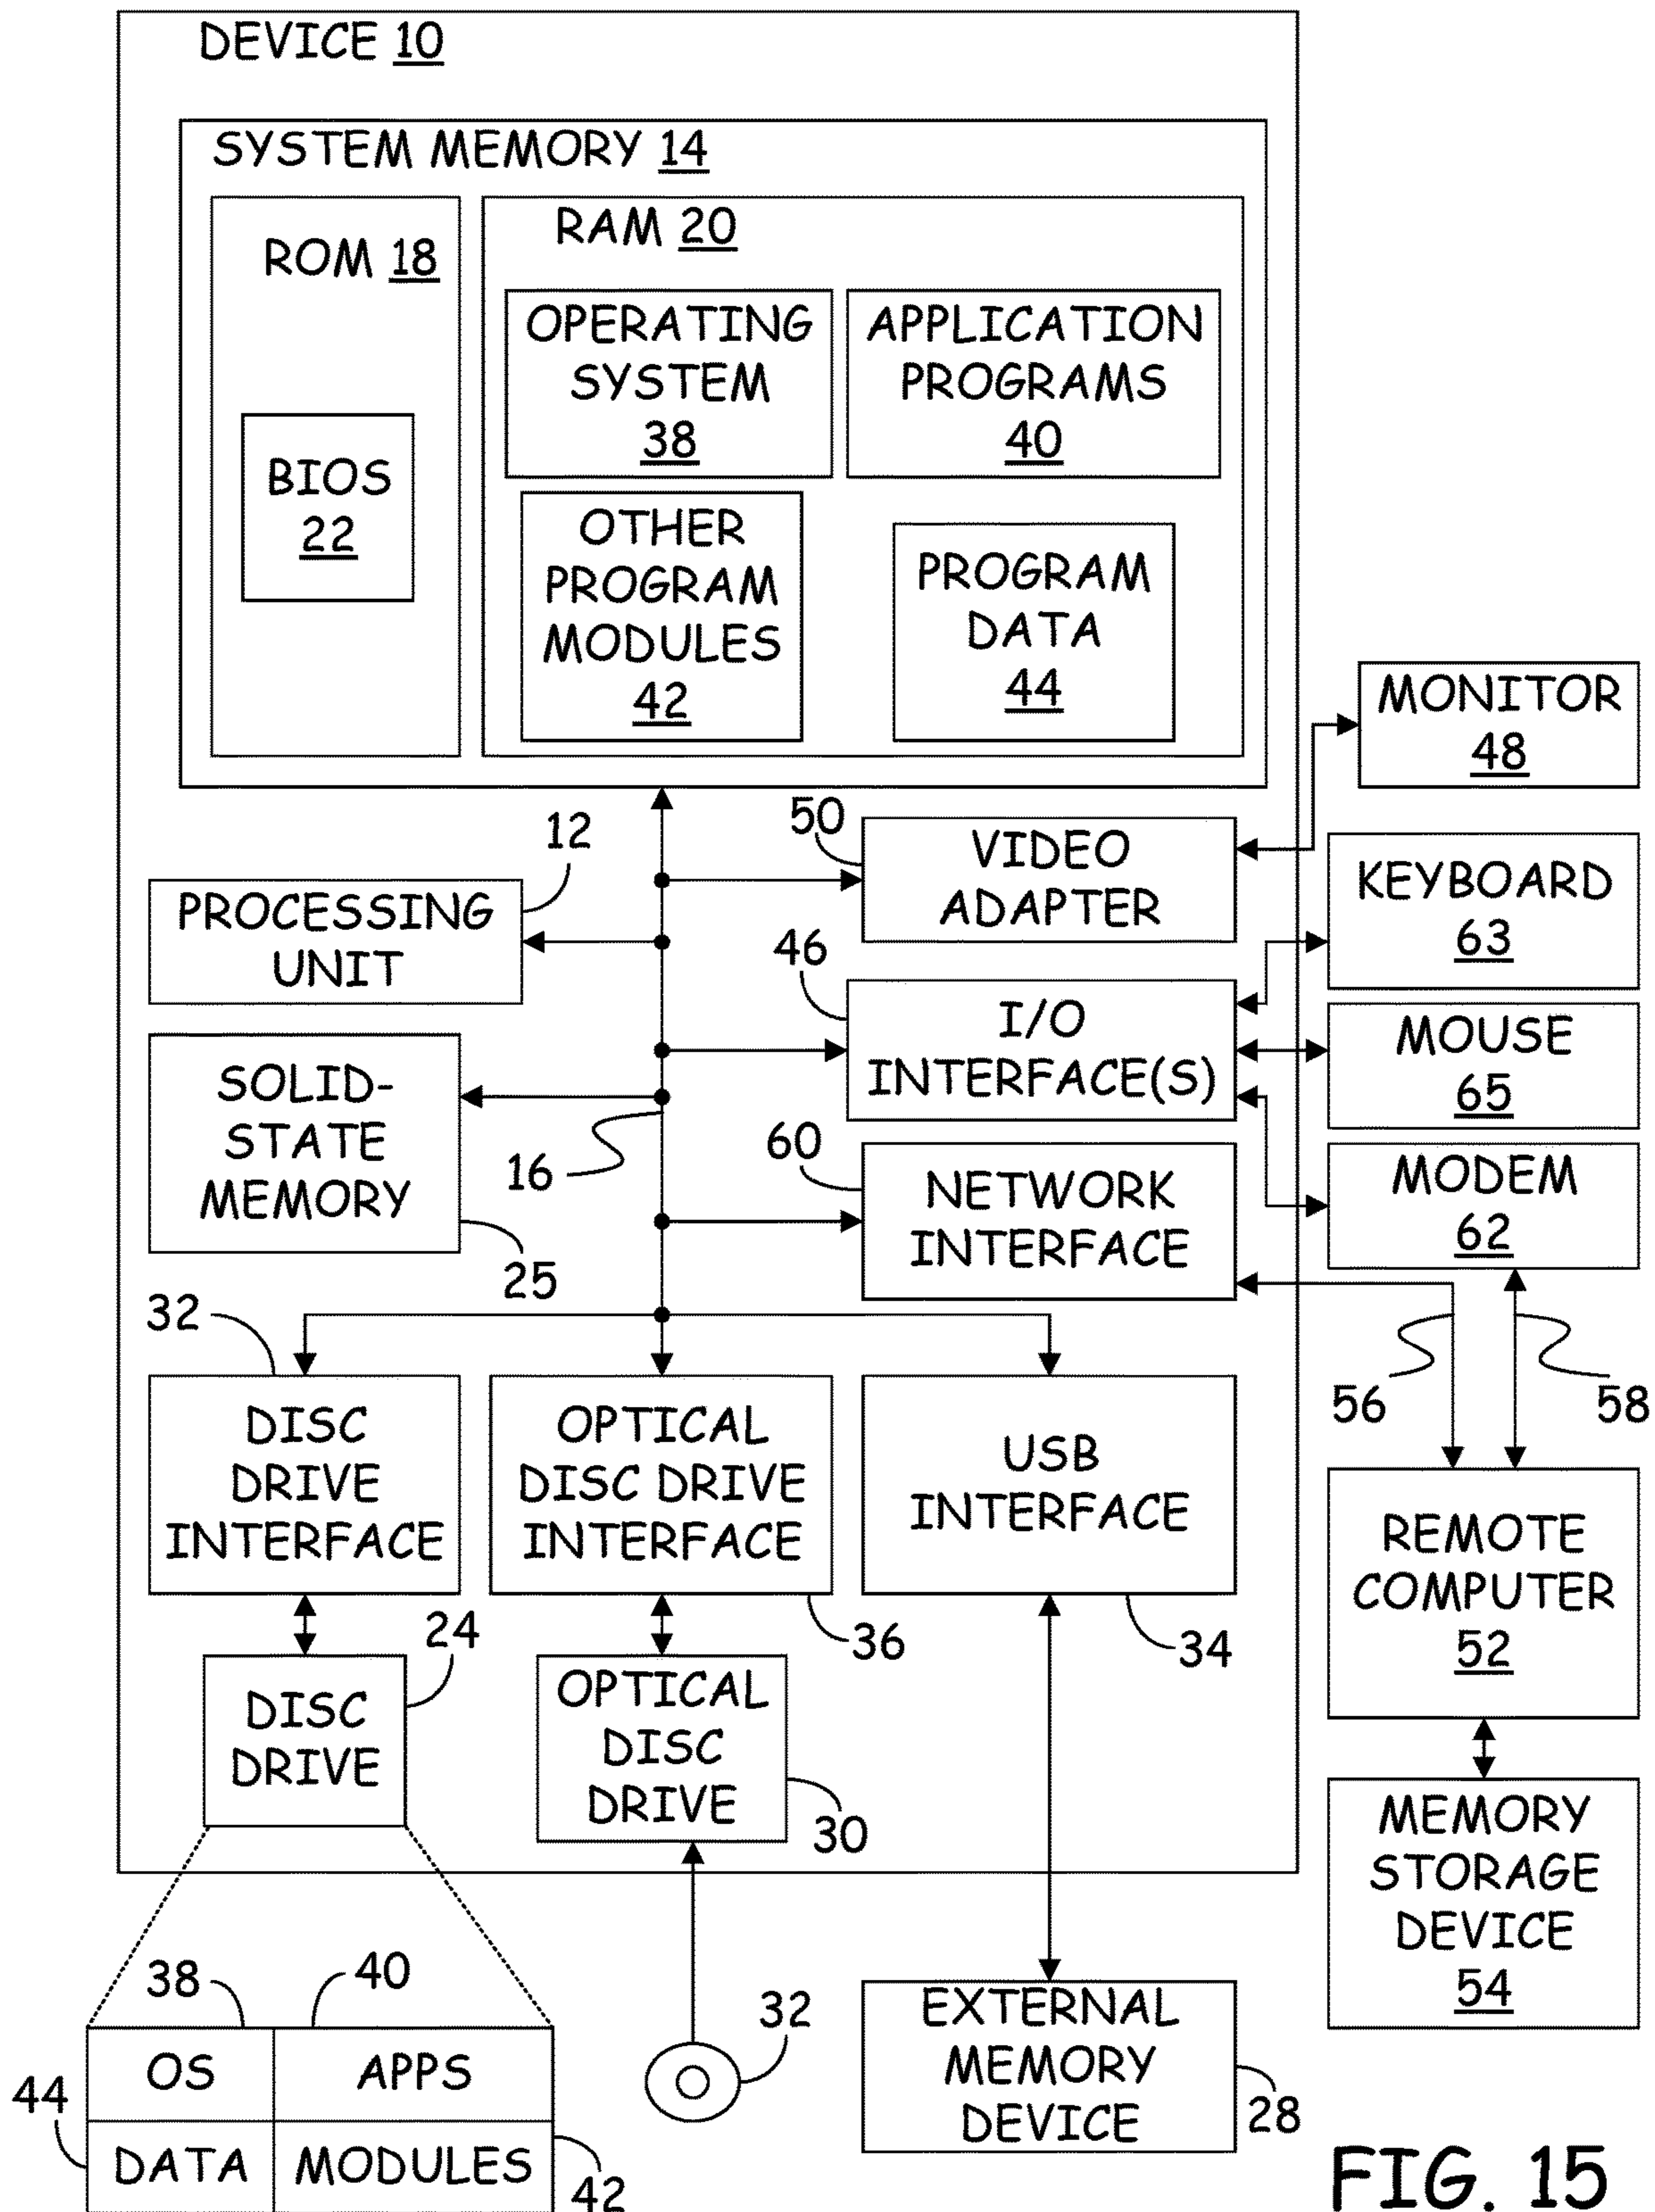 DEVICE 10
SYSTEM MEMORY 14
ROM 18
BIOS
22
RAM 20
OPERATING
SYSTEM
38
APPLICATION
PROGRAMS
40
OTHER
PROGRAM
MODULES
42
PROGRAM
DATA
44
MONITOR
48
50
VIDEO
ADAPTER
12
PROCESSING
UNIT
KEYBOARD
63
46
I/O
INTERFACE(S)
MOUSE
65
SOLID-
STATE
MEMORY
25
16
60
NETWORK
INTERFACE
MODEM
62
56
58
32
DISC
DRIVE
INTERFACE
OPTICAL
DISC DRIVE
INTERFACE
36
USB
INTERFACE
34
REMOTE
COMPUTER
52
24
DISC
DRIVE
OPTICAL
DISC
DRIVE
30
MEMORY
STORAGE
DEVICE
54
38
40
OS
APPS
44
DATA
MODULES
42
32
EXTERNAL
MEMORY
DEVICE
28
FIG. 15